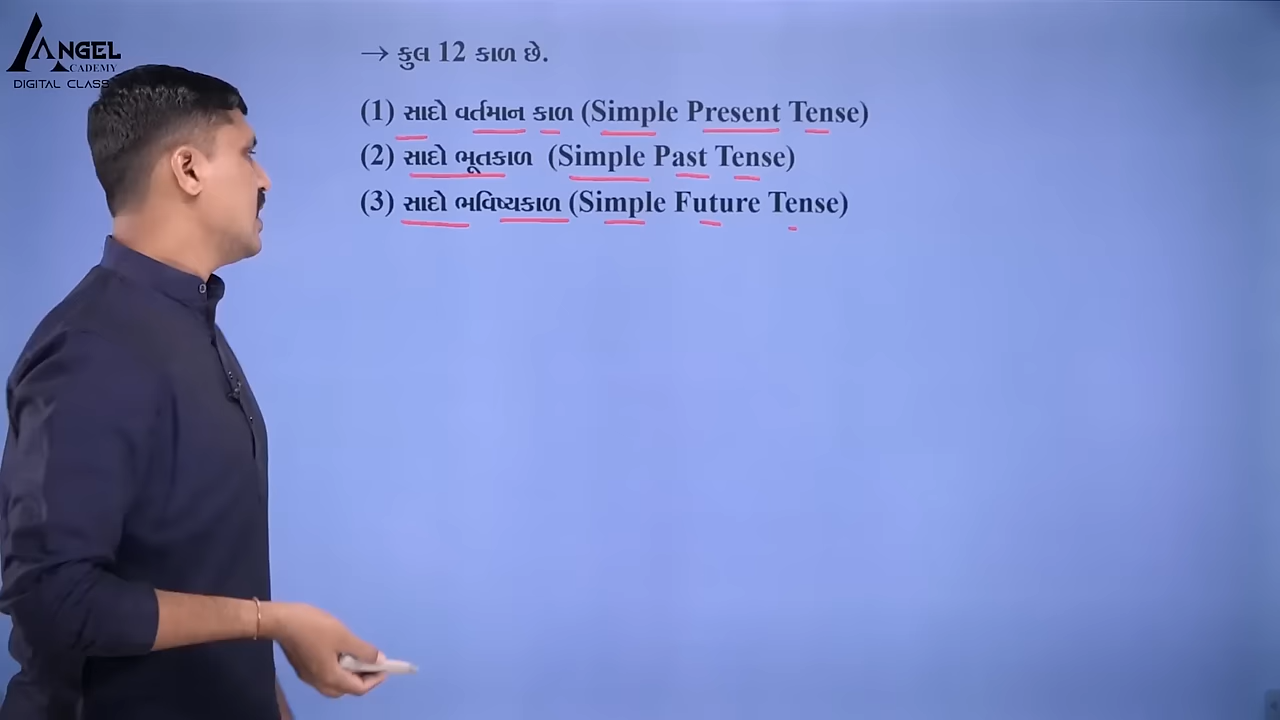 ANGEL
ACADEMY
DIGITAL CLASS
→ કુલ 12 કાળ છે.
(1) સાદો વર્તમાન કાળ (Simple Present Tense)
(2) સાદો ભૂતકાળ (Simple Past Tense)
(3) સાદો ભવિષ્યકાળ (Simple Future Tense)